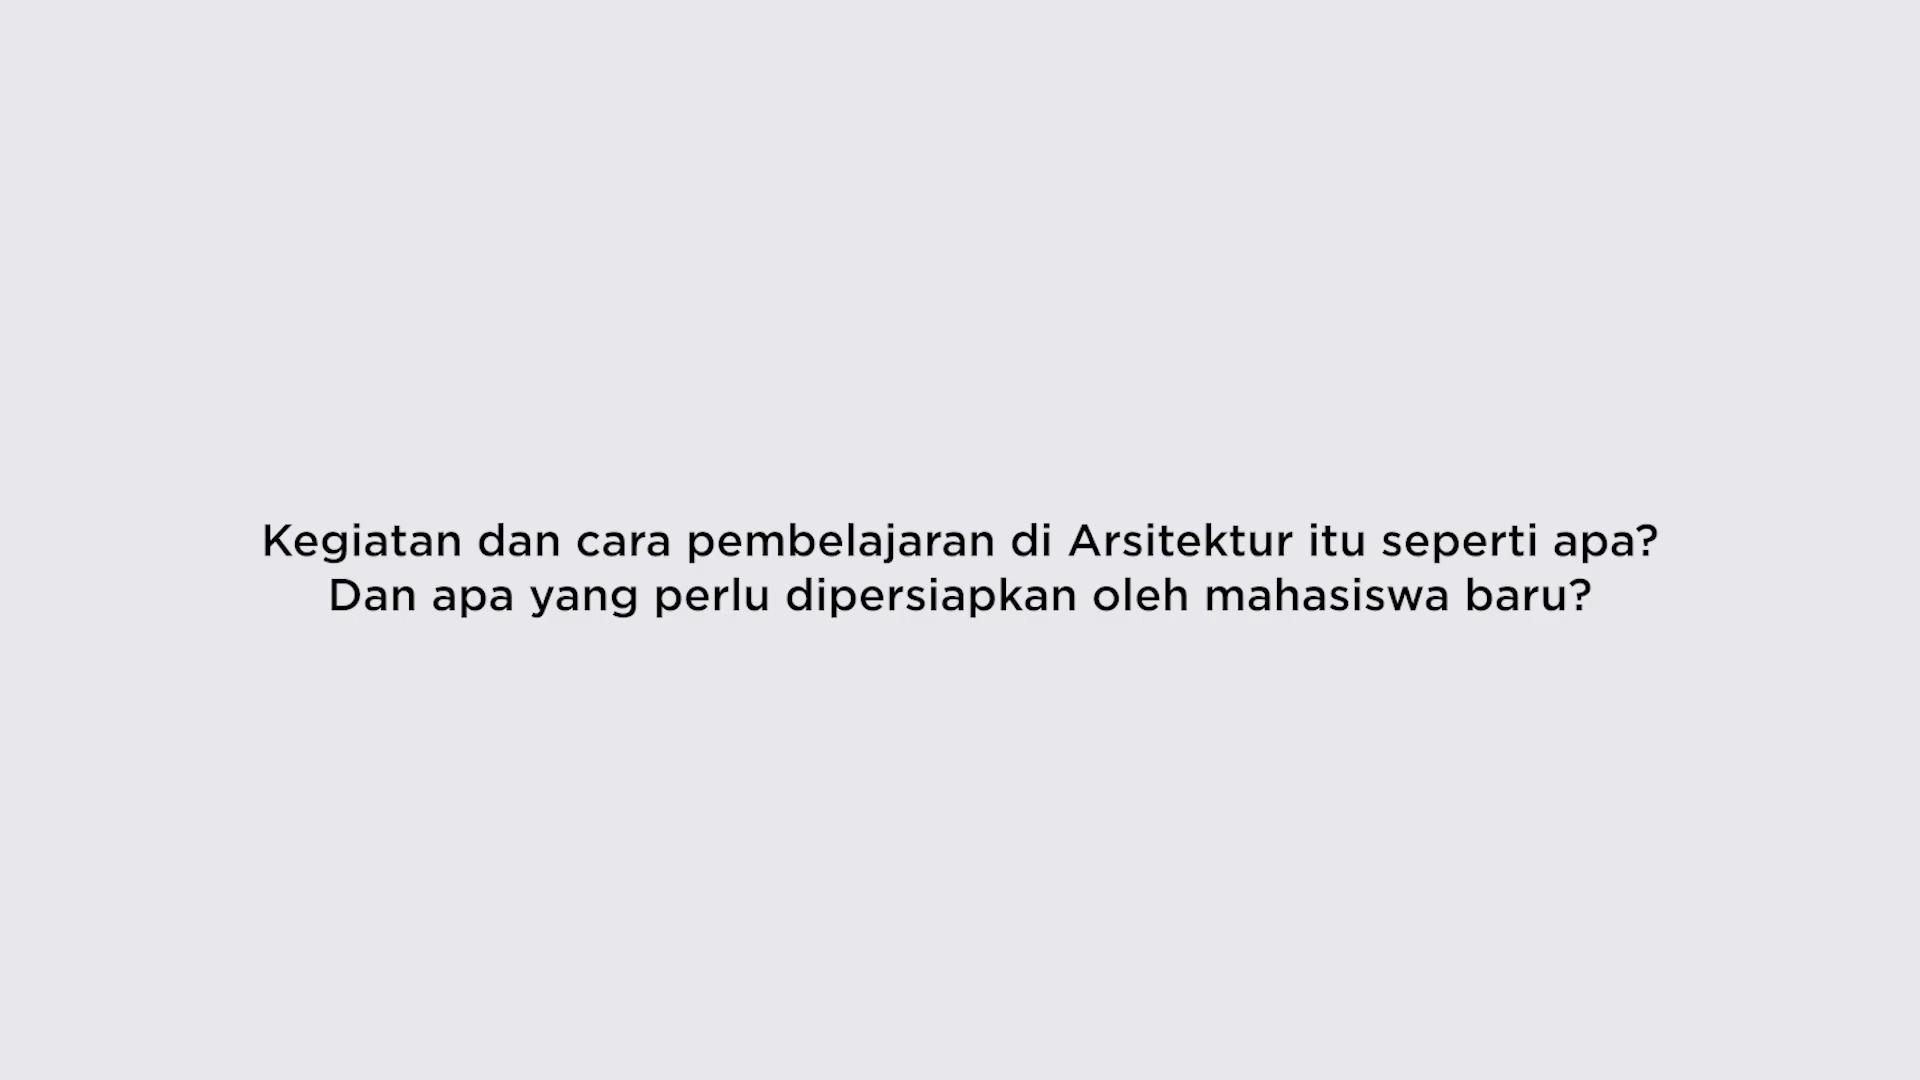 Kegiatan dan cara pembelajaran di Arsitektur itu seperti apa?
Dan apa yang perlu dipersiapkan oleh mahasiswa baru?